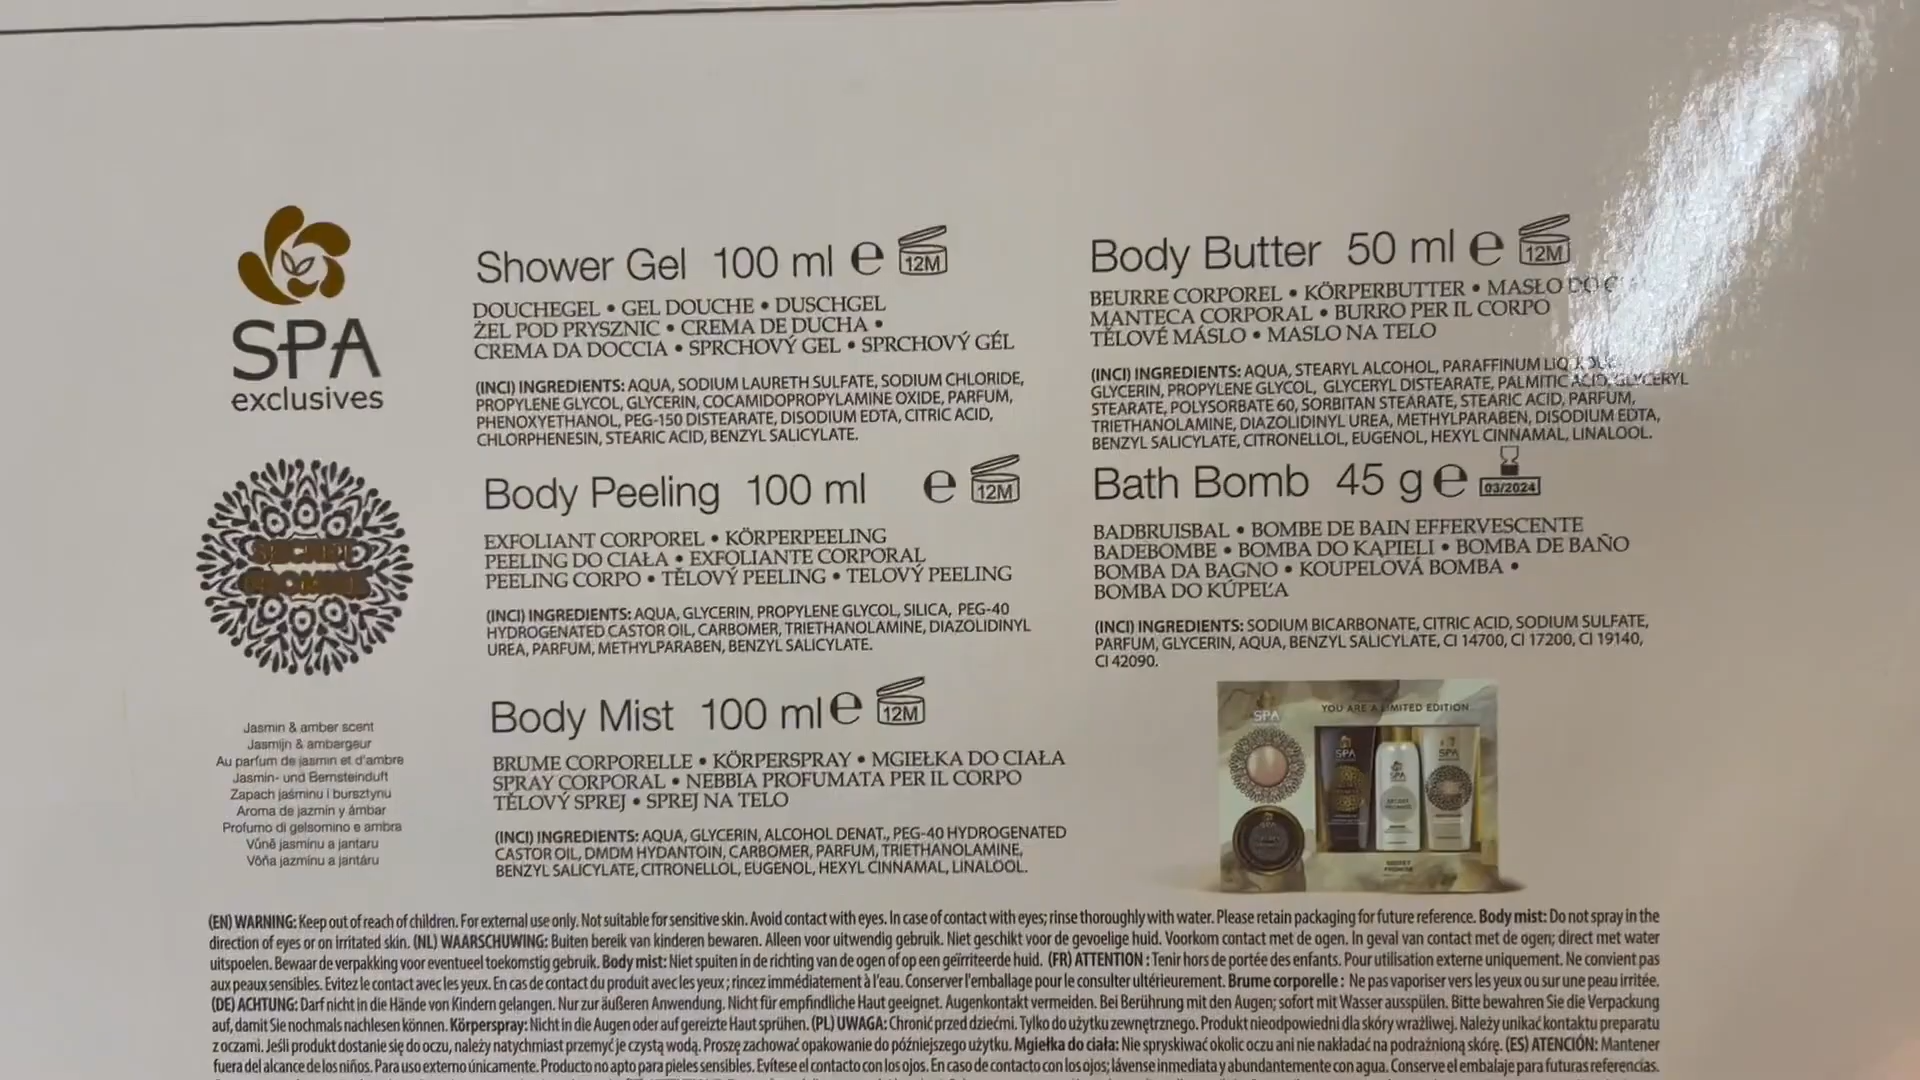 SPA
exclusives
SECRET
PROMISE
Jasmin & amber scent
Jasmijn & ambergeur
Au parfum de jasmin et d'ambre
Jasmin- und Bernsteinduft
Zapach jaśminu i bursztynu
Aroma de jazmín y ámbar
Profumo di gelsomino e ambra
Vůně jasmínu a jantaru
Vôňa jazmínu a jantáru
Shower Gel 100 ml e 12M
DOUCHEGEL • GEL DOUCHE • DUSCHGEL
ŻEL POD PRYSZNIC • CREMA DE DUCHA •
CREMA DA DOCCIA • SPRCHOVÝ GEL • SPRCHOVÝ GÉL
(INCI) INGREDIENTS: AQUA, SODIUM LAURETH SULFATE, SODIUM CHLORIDE,
PROPYLENE GLYCOL, GLYCERIN, COCAMIDOPROPYLAMINE OXIDE, PARFUM,
PHENOXYETHANOL, PEG-150 DISTEARATE, DISODIUM EDTA, CITRIC ACID,
CHLORPHENESIN, STEARIC ACID, BENZYL SALICYLATE.
Body Peeling 100 ml e 12M
EXFOLIANT CORPOREL • KÖRPERPEELING
PEELING DO CIAŁA • EXFOLIANTE CORPORAL
PEELING CORPO • TĚLOVÝ PEELING • TELOVÝ PEELING
(INCI) INGREDIENTS: AQUA, GLYCERIN, PROPYLENE GLYCOL, SILICA, PEG-40
HYDROGENATED CASTOR OIL, CARBOMER, TRIETHANOLAMINE, DIAZOLIDINYL
UREA, PARFUM, METHYLPARABEN, BENZYL SALICYLATE.
Body Mist 100 ml e 12M
BRUME CORPORELLE • KÖRPERSPRAY • MGIEŁKA DO CIAŁA
SPRAY CORPORAL • NEBBIA PROFUMATA PER IL CORPO
TĚLOVÝ SPREJ • SPREJ NA TELO
(INCI) INGREDIENTS: AQUA, GLYCERIN, ALCOHOL DENAT., PEG-40 HYDROGENATED
CASTOR OIL, DMDM HYDANTOIN, CARBOMER, PARFUM, TRIETHANOLAMINE,
BENZYL SALICYLATE, CITRONELLOL, EUGENOL, HEXYL CINNAMAL, LINALOOL.
Body Butter 50 ml e 12M
BEURRE CORPOREL • KÖRPERBUTTER • MASŁO DO
MANTECA CORPORAL • BURRO PER IL CORPO
TĚLOVÉ MÁSLO • MASLO NA TELO
(INCI) INGREDIENTS: AQUA, STEARYL ALCOHOL, PARAFFINUM
GLYCERIN, PROPYLENE GLYCOL, GLYCERYL DISTEARATE, PALMITIC ACID, GLYCERYL
STEARATE, POLYSORBATE 60, SORBITAN STEARATE, STEARIC ACID, PARFUM,
TRIETHANOLAMINE, DIAZOLIDINYL UREA, METHYLPARABEN, DISODIUM EDTA,
BENZYL SALICYLATE, CITRONELLOL, EUGENOL, HEXYL CINNAMAL, LINALOOL.
Bath Bomb 45 g e 03/2024
BADBRUISBAL • BOMBE DE BAIN EFFERVESCENTE
BADEBOMBE • BOMBA DO KĄPIELI • BOMBA DE BAÑO
BOMBA DA BAGNO • KOUPELOVÁ BOMBA •
BOMBA DO KÚPEĽA
(INCI) INGREDIENTS: SODIUM BICARBONATE, CITRIC ACID, SODIUM SULFATE,
PARFUM, GLYCERIN, AQUA, BENZYL SALICYLATE, CI 14700, CI 17200, CI 19140,
CI 42090.
YOU ARE A LIMITED EDITION
SPA
SPA
SPA
SPA
SECRET
PROMISE
(EN) WARNING: Keep out of reach of children. For external use only. Not suitable for sensitive skin. Avoid contact with eyes. In case of contact with eyes; rinse thoroughly with water. Please retain packaging for future reference. Body mist: Do not spray in the
direction of eyes or on irritated skin. (NL) WAARSCHUWING: Buiten bereik van kinderen bewaren. Alleen voor uitwendig gebruik. Niet geschikt voor de gevoelige huid. Voorkom contact met de ogen. In geval van contact met de ogen; direct met water
uitspoelen. Bewaar de verpakking voor eventueel toekomstig gebruik. Body mist: Niet spuiten in de richting van de ogen of op een geïrriteerde huid. (FR) ATTENTION : Tenir hors de portée des enfants. Pour utilisation externe uniquement. Ne convient pas
aux peaux sensibles. Evitez le contact avec les yeux. En cas de contact du produit avec les yeux ; rincez immédiatement à l'eau. Conserver l'emballage pour le consulter ultérieurement. Brume corporelle : Ne pas vaporiser vers les yeux ou sur une peau irritée.
(DE) ACHTUNG: Darf nicht in die Hände von Kindern gelangen. Nur zur äußeren Anwendung. Nicht für empfindliche Haut geeignet. Augenkontakt vermeiden. Bei Berührung mit den Augen; sofort mit Wasser ausspülen. Bitte bewahren Sie die Verpackung
auf, damit Sie nochmals nachlesen können. Körperspray: Nicht in die Augen oder auf gereizte Haut sprühen. (PL) UWAGA: Chronić przed dziećmi. Tylko do użytku zewnętrznego. Produkt nieodpowiedni dla skóry wrażliwej. Należy unikać kontaktu preparatu
z oczami. Jeśli produkt dostanie się do oczu, należy natychmiast przemyć je czystą wodą. Proszę zachować opakowanie do późniejszego użytku. Mgiełka do ciała: Nie spryskiwać okolic oczu ani nie nakładać na podrażnioną skórę. (ES) ATENCIÓN: Mantener
fuera del alcance de los niños. Para uso externo únicamente. Producto no apto para pieles sensibles. Evítese el contacto con los ojos. En caso de contacto con los ojos; lávense inmediata y abundantemente con agua. Conserve el embalaje para futuras referencias.